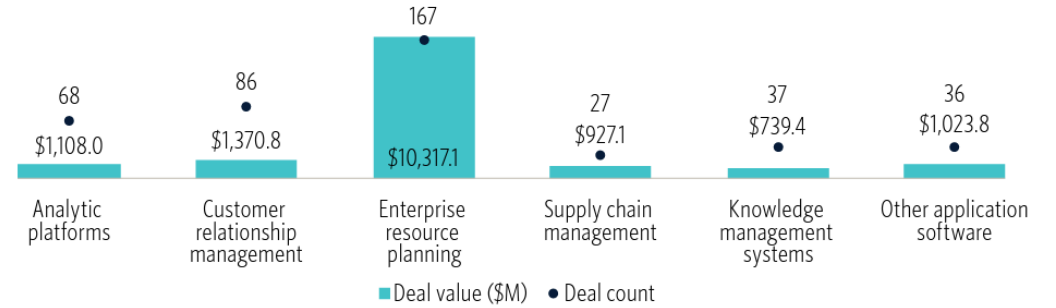 167
68
86
27
37
36
$1,108.0
$1,370.8
$10,317.1
$927.1
$739.4
$1,023.8
Analytic
platforms
Customer
relationship
management
Enterprise
resource
planning
Supply chain
management
Knowledge
management
systems
Other application
software
Deal value ($M)
Deal count